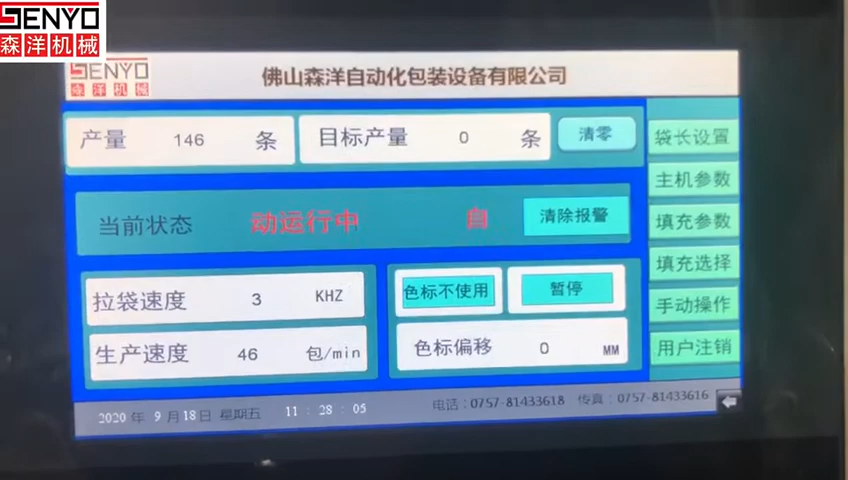 SENYO
森洋机械
SENYO
森洋机械
佛山森洋自动化包装设备有限公司
产量 146 条 目标产量 0 条 清零
袋长设置
主机参数
当前状态 动运行中 自 清除报警
填充参数
填充选择
拉袋速度 3 KHZ 色标不使用 暂停
手动操作
生产速度 46 包/min 色标偏移 0 MM
用户注销
2020 年 9 月 18 日 星期五 11 : 28 : 05 电话：0757-81433618 传真：0757-81433616